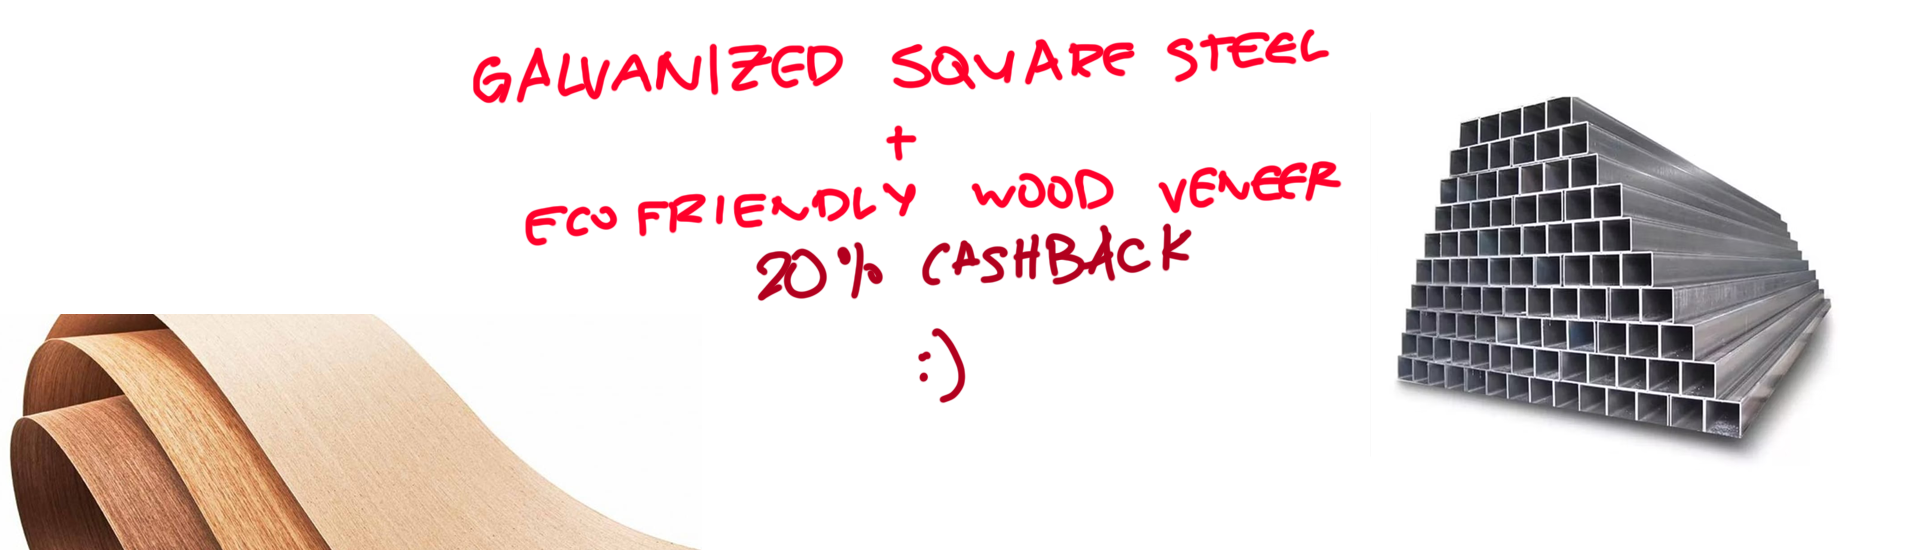 GALVANIZED SQUARE STEEL
+
ECO FRIENDLY WOOD VENEER
20% CASHBACK
:)